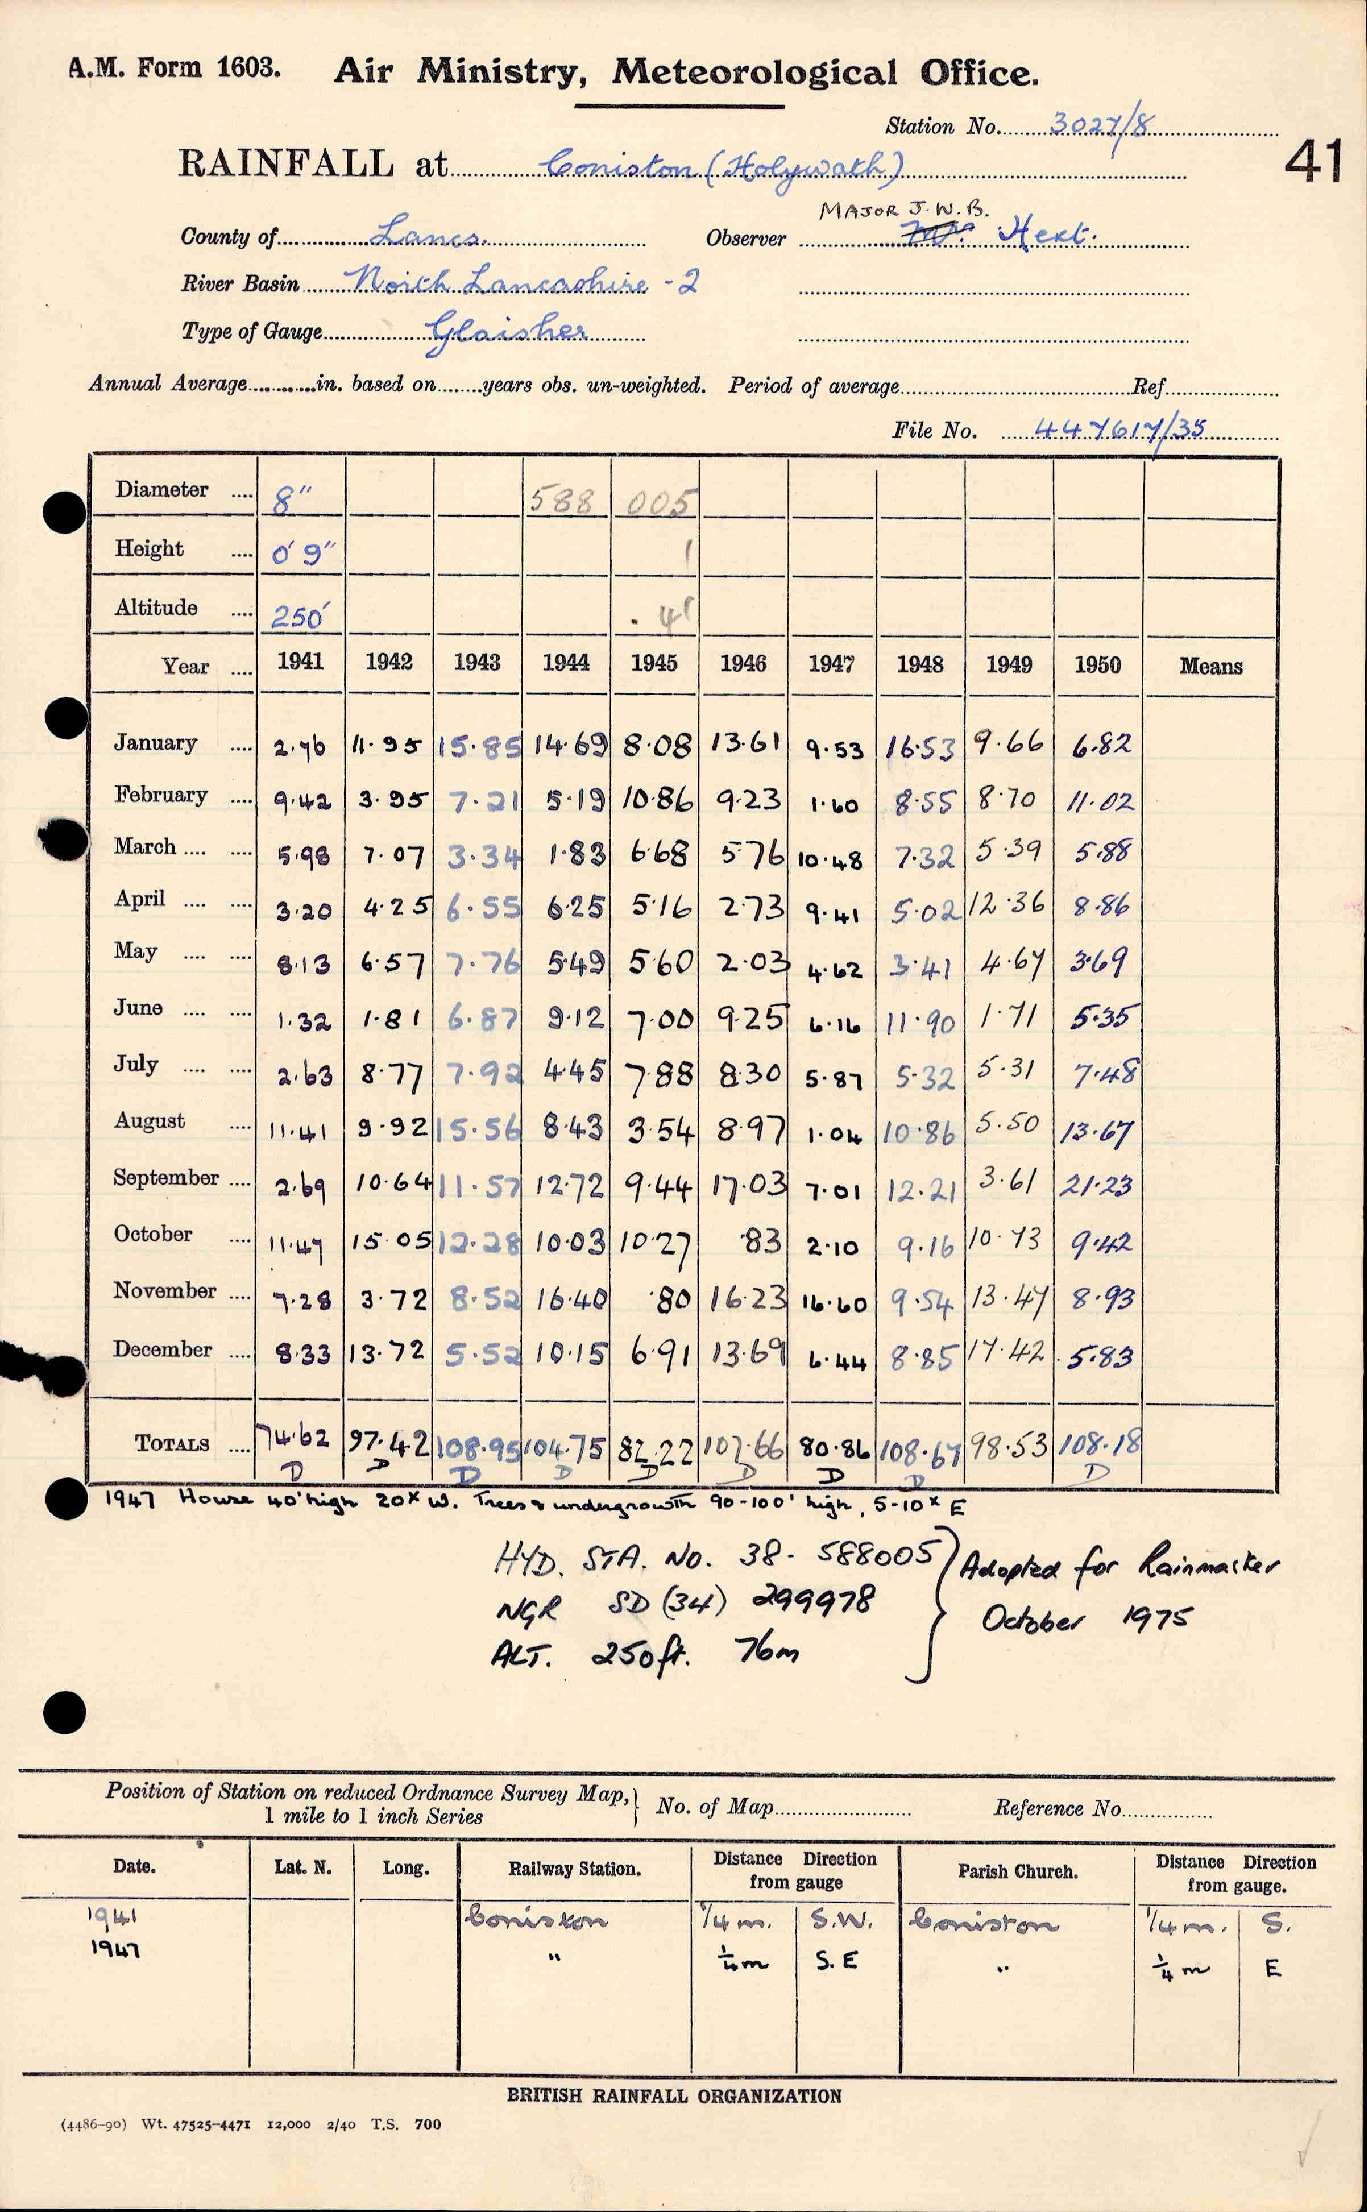 A.M. Form 1603. Air Ministry, Meteorological Office.
Station No. 3027/8
41
RAINFALL at Coniston (Holywath)
MAJOR J.W.B.
County of Lancs. Observer Mr. Hext.
River Basin North Lancashire - 2
Type of Gauge Glaisher
Annual Average in. based on years obs. un-weighted. Period of average Ref
File No. 447617/35
Diameter 8" 588 005
Height 0' 9" 1
Altitude 250' 41
Year 1941 1942 1943 1944 1945 1946 1947 1948 1949 1950 Means
January 2.76 11.95 15.85 14.69 8.08 13.61 9.53 16.53 9.66 6.82
February 9.42 3.95 7.21 5.19 10.86 9.23 1.60 8.55 8.70 11.02
March 5.98 7.07 3.34 1.83 6.68 5.76 10.48 7.32 5.39 5.88
April 3.20 4.25 6.55 6.25 5.16 2.73 9.41 5.02 12.36 8.86
May 8.13 6.57 7.76 5.49 5.60 2.03 4.62 3.41 4.67 3.69
June 1.32 1.81 6.87 9.12 7.00 9.25 6.16 11.90 1.71 5.35
July 2.63 8.77 7.92 4.45 7.88 8.30 5.87 5.32 5.31 7.48
August 11.41 9.92 15.56 8.43 3.54 8.97 1.04 10.86 5.50 13.67
September 2.69 10.64 11.57 12.72 9.44 17.03 7.01 12.21 3.61 21.23
October 11.47 15.05 12.28 10.03 10.27 .83 2.10 9.16 10.73 9.42
November 7.28 3.72 8.52 16.40 .80 16.23 16.60 9.54 13.47 8.93
December 8.33 13.72 5.52 10.15 6.91 13.69 6.44 8.85 17.42 5.83
TOTALS 74.62 97.42 108.95 104.75 82.22 107.66 80.86 108.67 98.53 108.18
D D D D D D D D D
1947 House 40' high 20x W. Trees & undergrowth 90-100' high, 5-10x E
HYD. STA. No. 38 - 588005 } Adopted for Rainmaster
NGR SD (34) 299978 October 1975
ALT. 250ft. 76m
Position of Station on reduced Ordnance Survey Map, } No. of Map Reference No.
1 mile to 1 inch Series
Date. Lat. N. Long. Railway Station. Distance Direction from gauge Parish Church. Distance Direction from gauge.
1941 Coniston 1/4 m. S.W. Coniston 1/4 m. S.
1947 " 1/4 m S.E " 1/4 m E
BRITISH RAINFALL ORGANIZATION
(4486-90) Wt. 47525-4471 12,000 2/40 T.S. 700